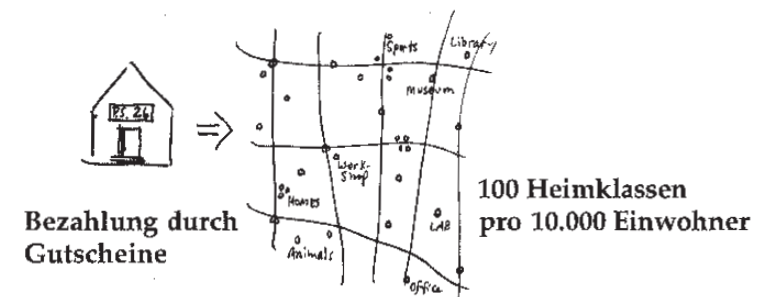 Sports
Library
Museum
P.S. 26
Work-
Shop
Homes
LAB
Animals
Office
100 Heimklassen
pro 10.000 Einwohner
Bezahlung durch
Gutscheine